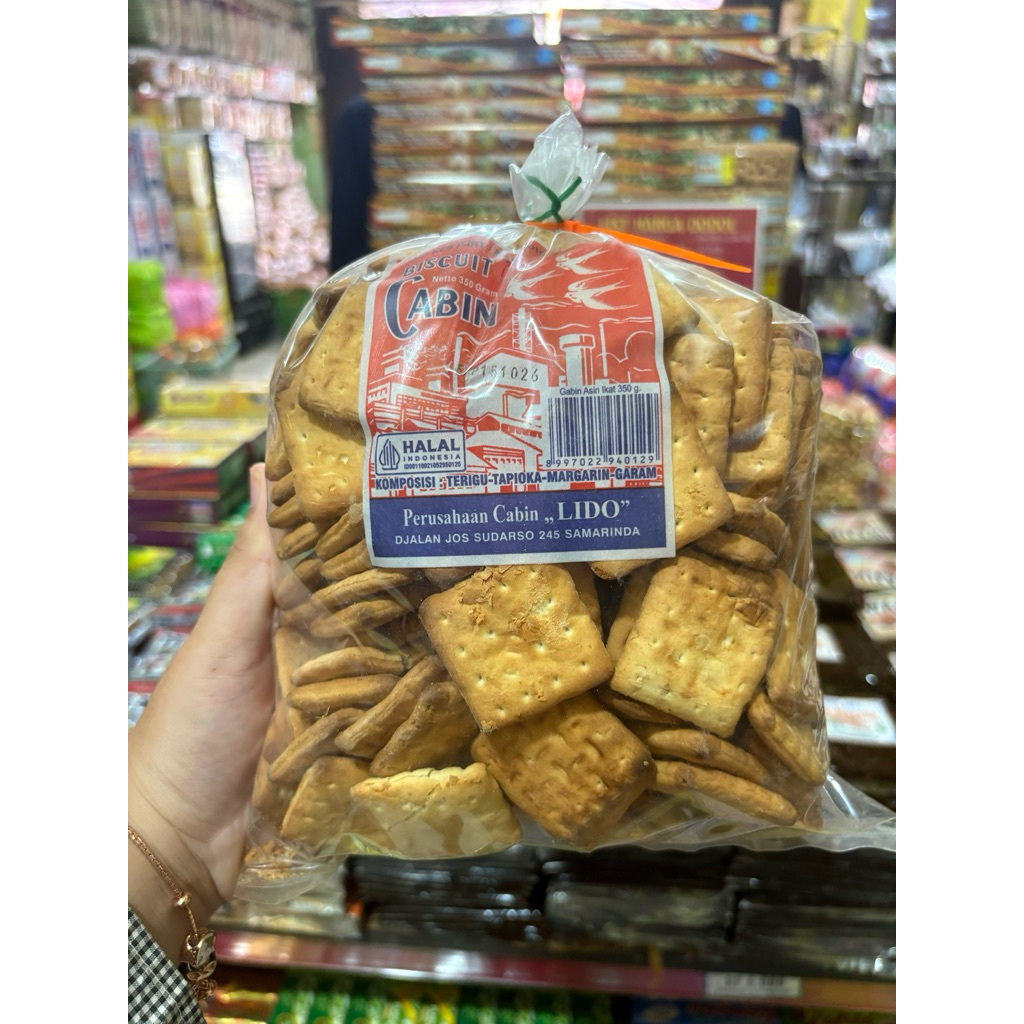 BISCUIT
Netto 350 Gram
CABIN
151026
Gabin Asin Ikat 350 g.
8 997022 940129
HALAL
INDONESIA
KOMPOSISI : TERIGU-TAPIOKA-MARGARIN-GARAM
Perusahaan Cabin „LIDO”
DJALAN JOS SUDARSO 245 SAMARINDA